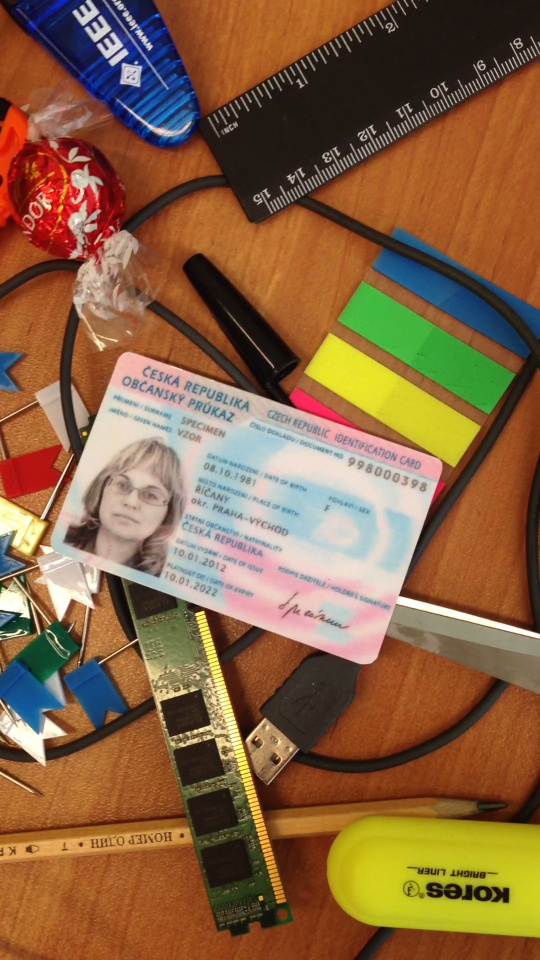 IEEE
www.ieee.org
INCH
1
2
15 14 13 12 11 10 9 8
DOR
ČESKÁ REPUBLIKA
OBČANSKÝ PRŮKAZ
CZECH REPUBLIC IDENTIFICATION CARD
ČÍSLO DOKLADU / DOCUMENT NO.
998000398
PŘÍJMENÍ / SURNAME
SPECIMEN
JMÉNO / GIVEN NAMES
VZOR
DATUM NAROZENÍ / DATE OF BIRTH
08.10.1981
POHLAVÍ / SEX
F
MÍSTO NAROZENÍ / PLACE OF BIRTH
ŘÍČANY
okr. PRAHA-VÝCHOD
STÁTNÍ OBČANSTVÍ / NATIONALITY
ČESKÁ REPUBLIKA
DATUM VYDÁNÍ / DATE OF ISSUE
10.01.2012
PLATNOST DO / DATE OF EXPIRY
10.01.2022
PODPIS DRŽITELE / HOLDER'S SIGNATURE
Specimen
НОМЕР ОДИН
Kores
BRIGHT LINER